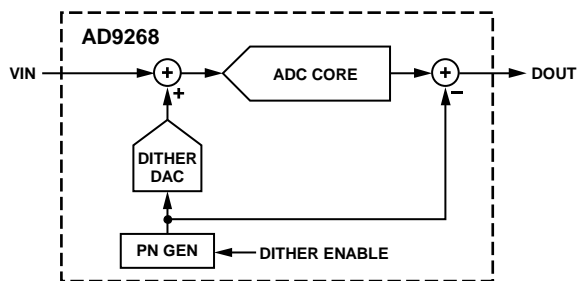 AD9268
VIN
+
ADC CORE
+
DOUT
+
–
DITHER
DAC
PN GEN
DITHER ENABLE